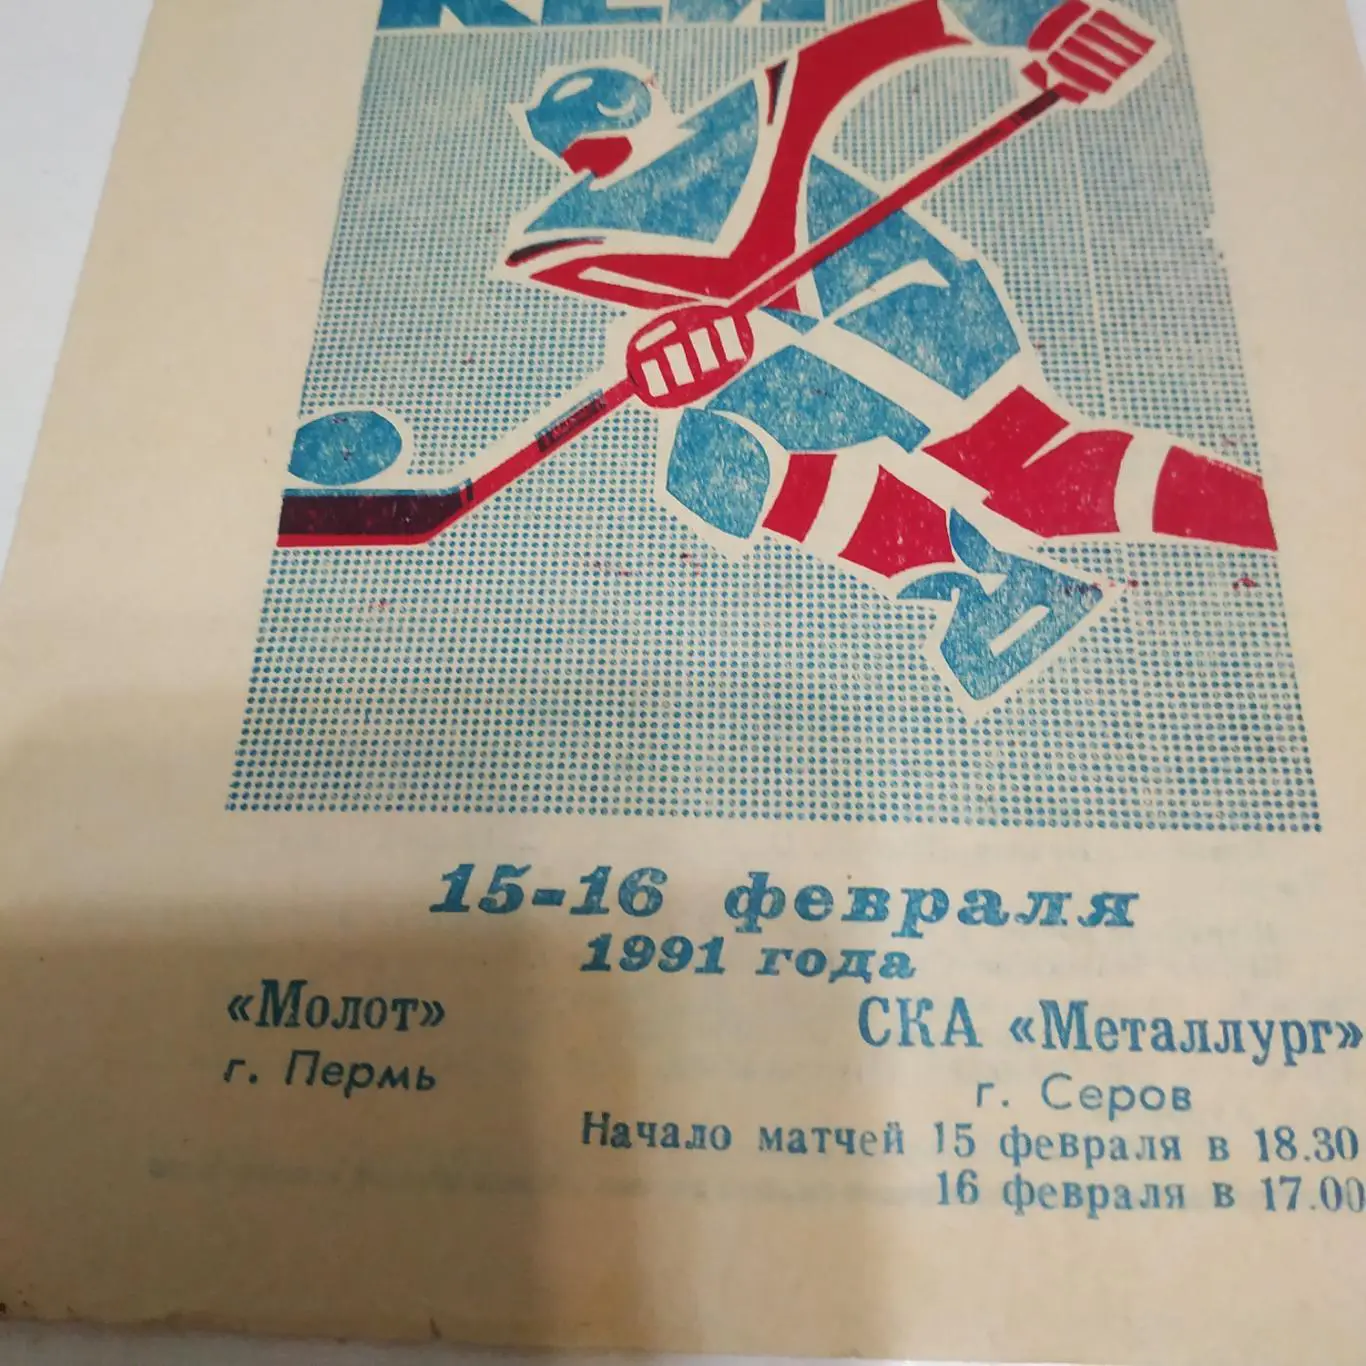 15-16 февраля
1991 года
«Молот» СКА «Металлург»
г. Пермь г. Серов
Начало матчей 15 февраля в 18.30
16 февраля в 17.00